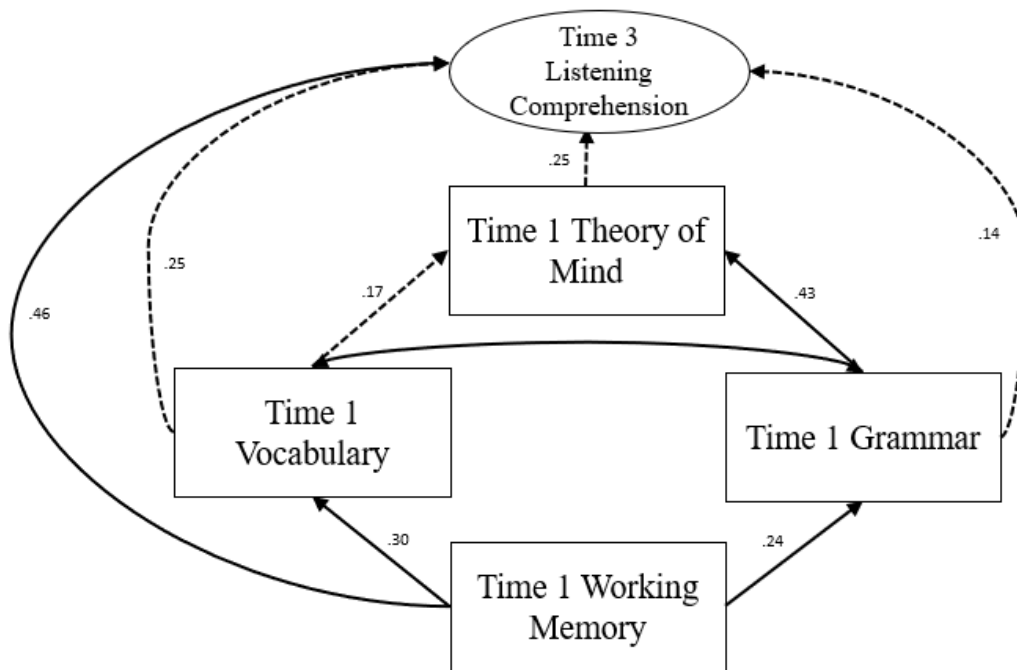 Time 3
Listening
Comprehension
.25
Time 1 Theory of
Mind
.14
.25
.17
.43
.46
Time 1
Vocabulary
Time 1 Grammar
.30
.24
Time 1 Working
Memory